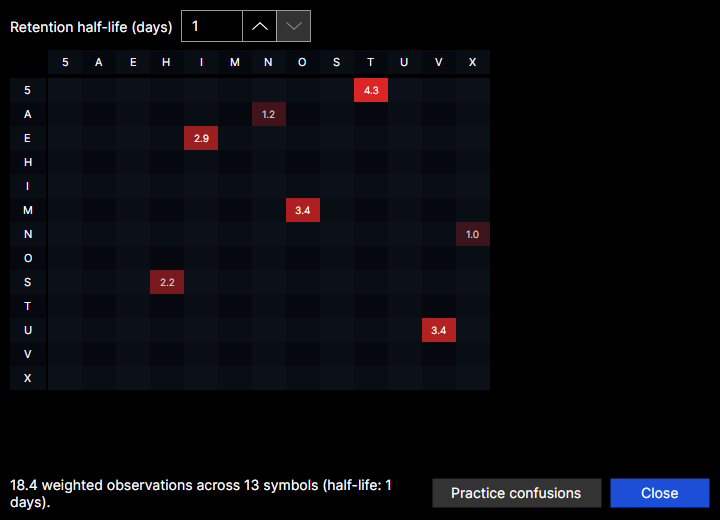 Retention half-life (days) 1
5 A E H I M N O S T U V X
5 4.3
A 1.2
E 2.9
H
I
M 3.4
N 1.0
O
S 2.2
T
U 3.4
V
X
18.4 weighted observations across 13 symbols (half-life: 1
days).
Practice confusions Close